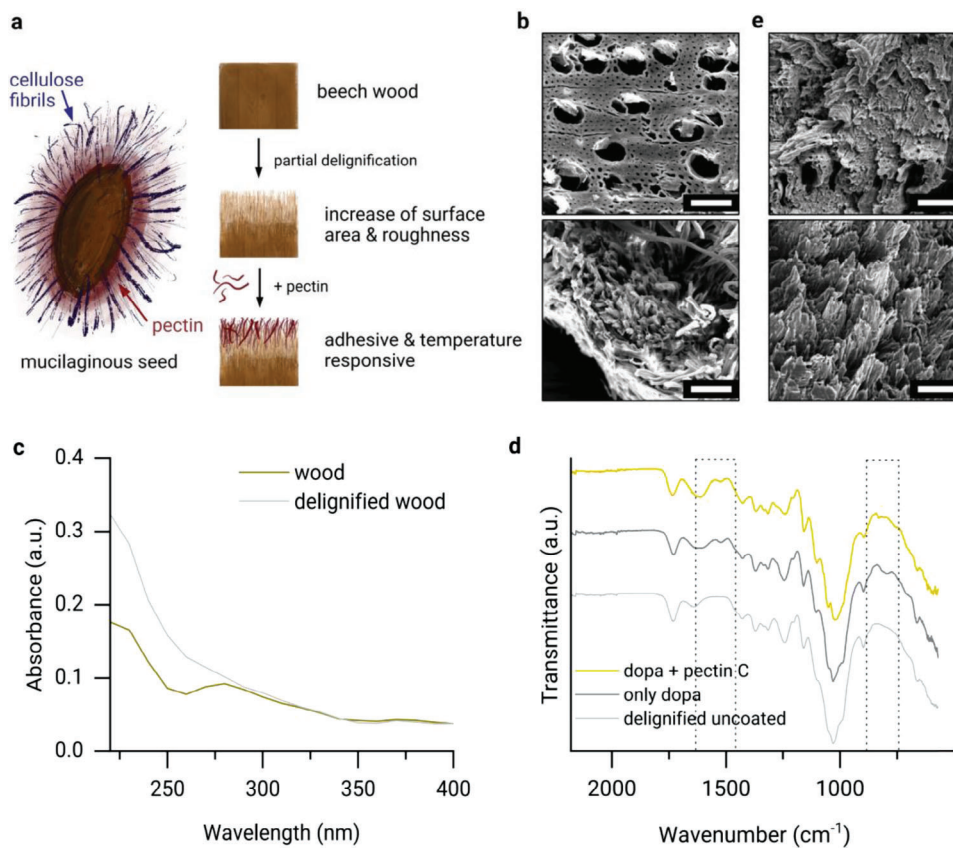 a
cellulose
fibrils
pectin
mucilaginous seed
beech wood
partial delignification
increase of surface
area & roughness
+ pectin
adhesive & temperature
responsive
b
e
c
0.4
0.3
0.2
0.1
0.0
Absorbance (a.u.)
wood
delignified wood
250
300
350
400
Wavelength (nm)
d
Transmittance (a.u.)
dopa + pectin C
only dopa
delignified uncoated
2000
1500
1000
Wavenumber (cm⁻¹)